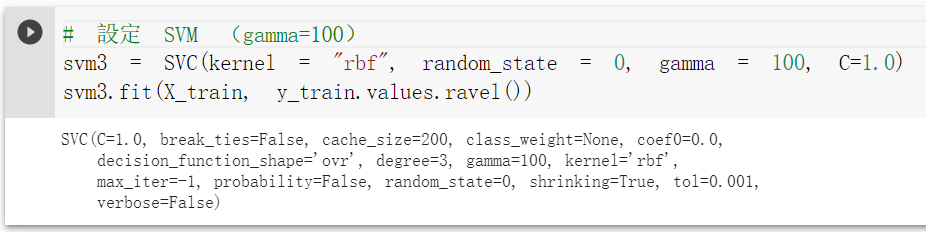 # 設定 SVM （gamma=100）
svm3 = SVC(kernel = "rbf", random_state = 0, gamma = 100, C=1.0)
svm3.fit(X_train, y_train.values.ravel())
SVC(C=1.0, break_ties=False, cache_size=200, class_weight=None, coef0=0.0,
decision_function_shape='ovr', degree=3, gamma=100, kernel='rbf',
max_iter=-1, probability=False, random_state=0, shrinking=True, tol=0.001,
verbose=False)